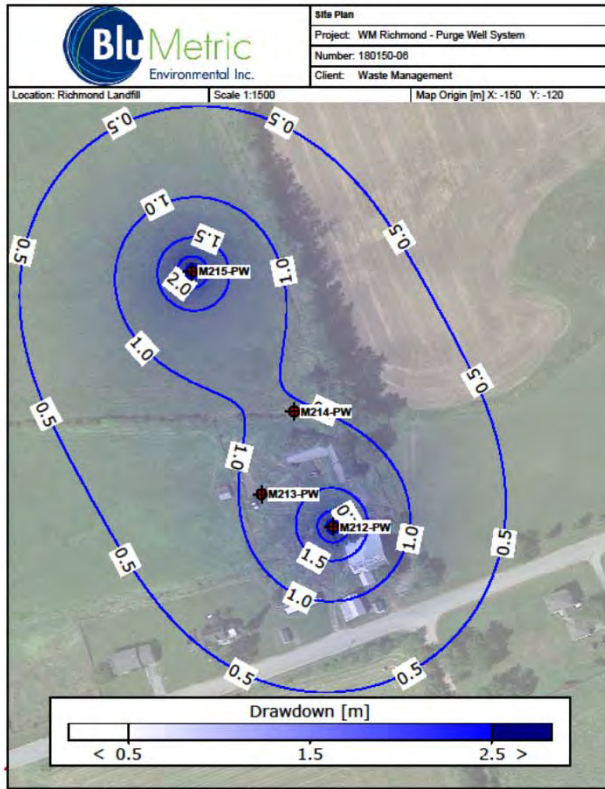 BluMetric
Environmental Inc.
Site Plan
Project: WM Richmond - Purge Well System
Number: 180150-06
Client: Waste Management
Location: Richmond Landfill Scale 1:1500 Map Origin [m] X: -150 Y: -120
0.5 0.5
1.0
0.5
1.5
0.5
1.0
M215-PW
2.0
1.0
0.5
0.5
M214-PW
1.0
M213-PW
M212-PW
1.0
0.5
1.5
0.5
1.0
0.5
0.5
Drawdown [m]
< 0.5 1.5 2.5 >